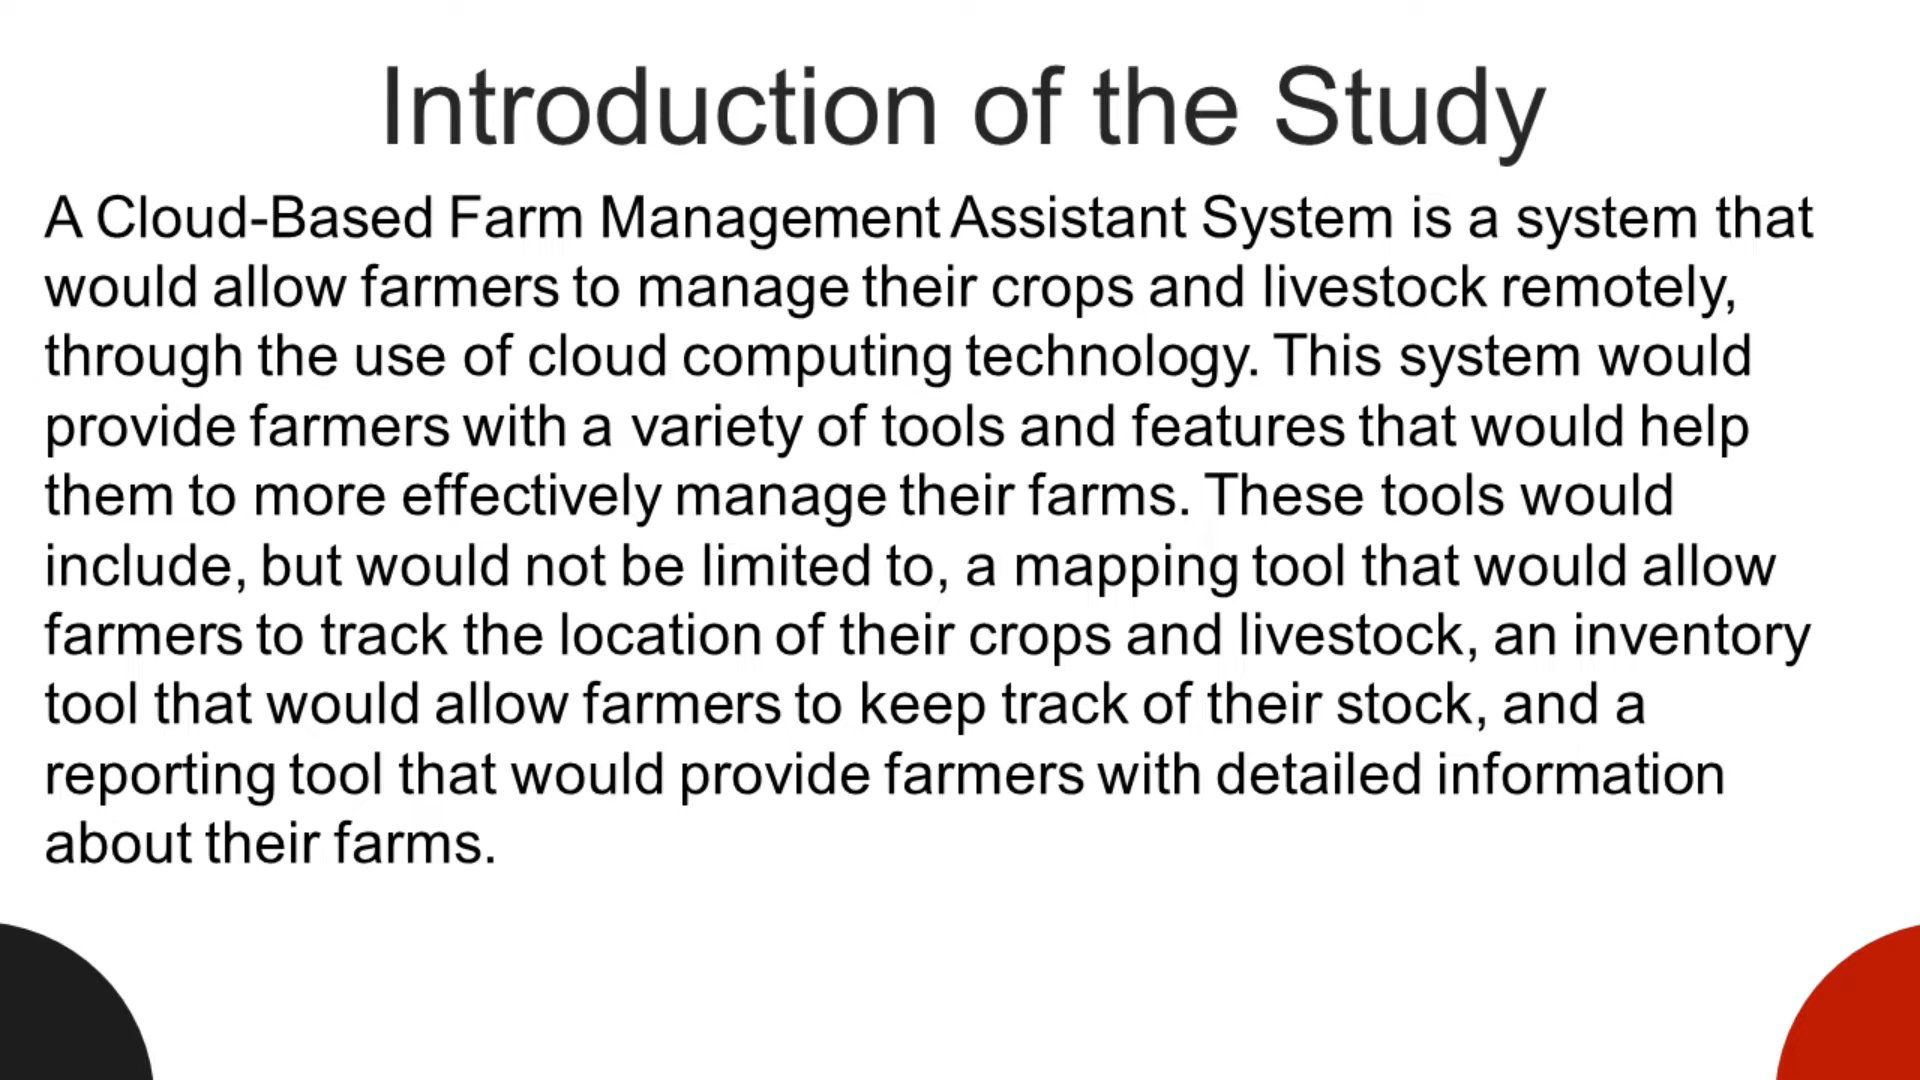 Introduction of the Study
A Cloud-Based Farm Management Assistant System is a system that
would allow farmers to manage their crops and livestock remotely,
through the use of cloud computing technology. This system would
provide farmers with a variety of tools and features that would help
them to more effectively manage their farms. These tools would
include, but would not be limited to, a mapping tool that would allow
farmers to track the location of their crops and livestock, an inventory
tool that would allow farmers to keep track of their stock, and a
reporting tool that would provide farmers with detailed information
about their farms.